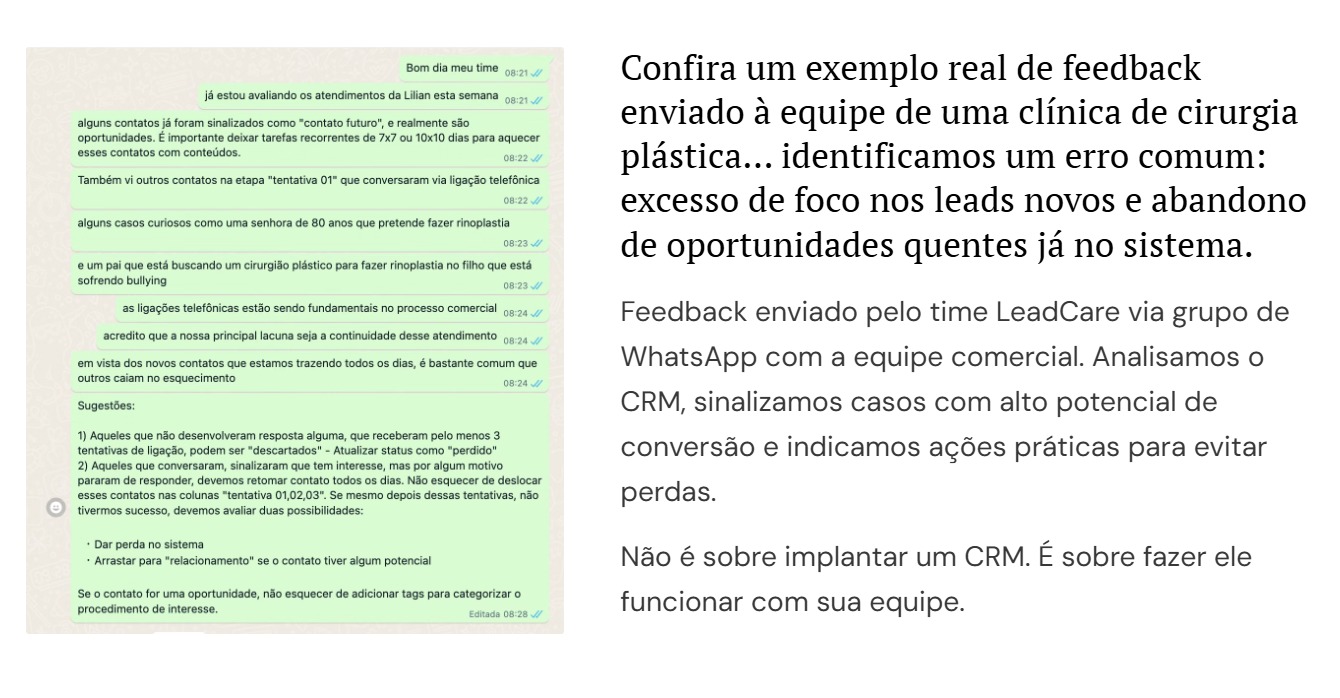 Bom dia meu time 08:21
já estou avaliando os atendimentos da Lilian esta semana 08:21
alguns contatos já foram sinalizados como "contato futuro", e realmente são
oportunidades. É importante deixar tarefas recorrentes de 7x7 ou 10x10 dias para aquecer
esses contatos com conteúdos. 08:22
Também vi outros contatos na etapa "tentativa 01" que conversaram via ligação telefônica
08:22
alguns casos curiosos como uma senhora de 80 anos que pretende fazer rinoplastia
08:23
e um pai que está buscando um cirurgião plástico para fazer rinoplastia no filho que está
sofrendo bullying 08:23
as ligações telefônicas estão sendo fundamentais no processo comercial 08:24
acredito que a nossa principal lacuna seja a continuidade desse atendimento 08:24
em vista dos novos contatos que estamos trazendo todos os dias, é bastante comum que
outros caiam no esquecimento 08:24
Sugestões:
1) Aqueles que não desenvolveram resposta alguma, que receberam pelo menos 3
tentativas de ligação, podem ser "descartados" - Atualizar status como "perdido"
2) Aqueles que conversaram, sinalizaram que tem interesse, mas por algum motivo
pararam de responder, devemos retomar contato todos os dias. Não esquecer de deslocar
esses contatos nas colunas "tentativa 01,02,03". Se mesmo depois dessas tentativas, não
tivermos sucesso, devemos avaliar duas possibilidades:
· Dar perda no sistema
· Arrastar para "relacionamento" se o contato tiver algum potencial
Se o contato for uma oportunidade, não esquecer de adicionar tags para categorizar o
procedimento de interesse. Editada 08:28
Confira um exemplo real de feedback
enviado à equipe de uma clínica de cirurgia
plástica... identificamos um erro comum:
excesso de foco nos leads novos e abandono
de oportunidades quentes já no sistema.
Feedback enviado pelo time LeadCare via grupo de
WhatsApp com a equipe comercial. Analisamos o
CRM, sinalizamos casos com alto potencial de
conversão e indicamos ações práticas para evitar
perdas.
Não é sobre implantar um CRM. É sobre fazer ele
funcionar com sua equipe.